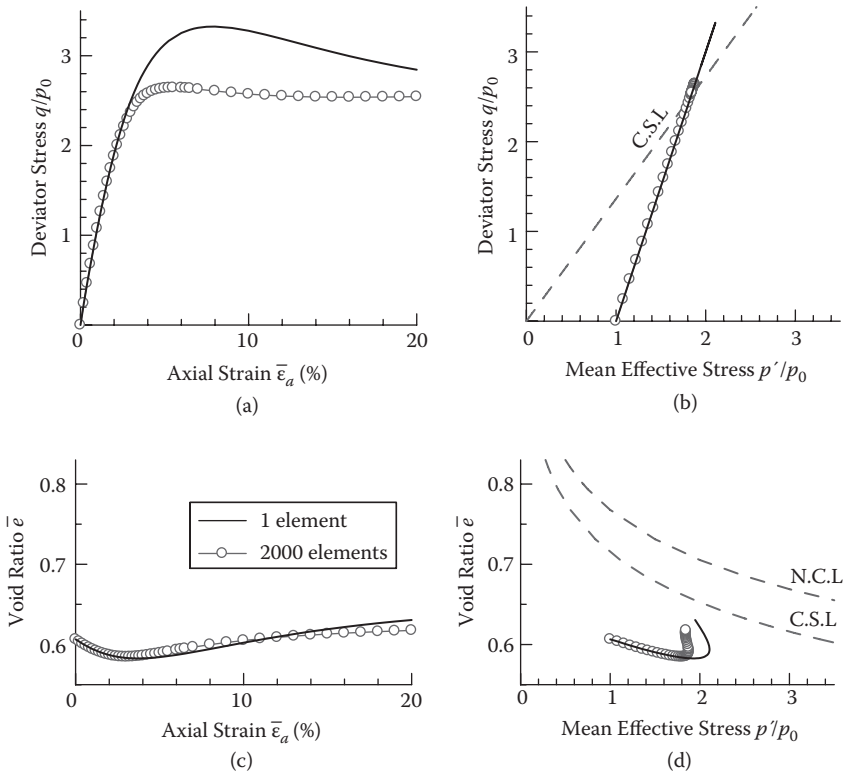 3
2
1
0
10
20
Deviator Stress q/p₀
Axial Strain ε̅ₐ (%)
(a)
3
2
1
0
1
2
3
Deviator Stress q/p₀
C.S.L
Mean Effective Stress p′/p₀
(b)
0.8
0.7
0.6
0
10
20
Void Ratio e̅
1 element
2000 elements
Axial Strain ε̅ₐ (%)
(c)
0.8
0.7
0.6
0
1
2
3
Void Ratio e̅
N.C.L
C.S.L
Mean Effective Stress p′/p₀
(d)